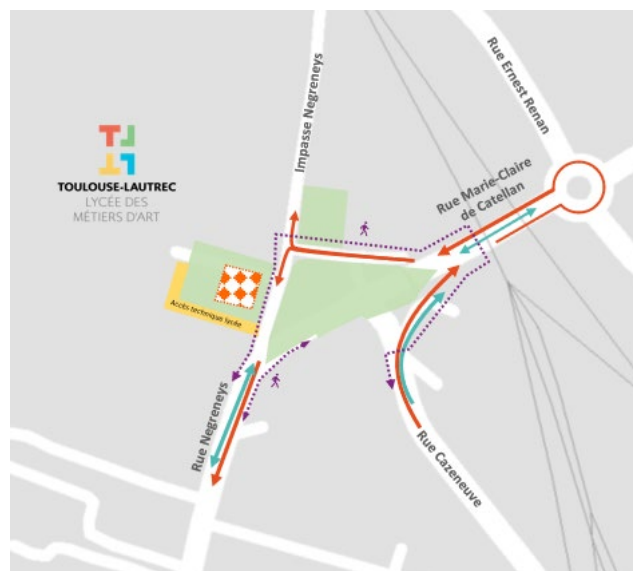 Impasse Negreneys
Rue Ernest Renan
TOULOUSE-LAUTREC
LYCÉE DES
MÉTIERS D'ART
Rue Marie-Claire
de Catellan
Accès technique lycée
Rue Negreneys
Rue Cazeneuve